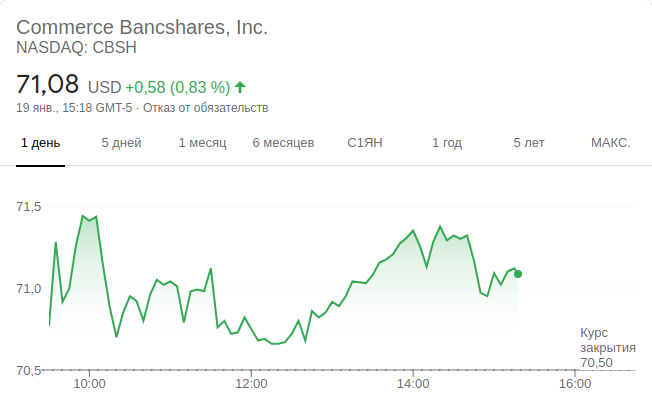 Commerce Bancshares, Inc.
NASDAQ: CBSH
71,08 USD +0,58 (0,83 %)
19 янв., 15:18 GMT-5 · Отказ от обязательств
1 день 5 дней 1 месяц 6 месяцев С1ЯН 1 год 5 лет МАКС.
71,5
71,0
Курс
закрытия
70,50
70,5
10:00 12:00 14:00 16:00